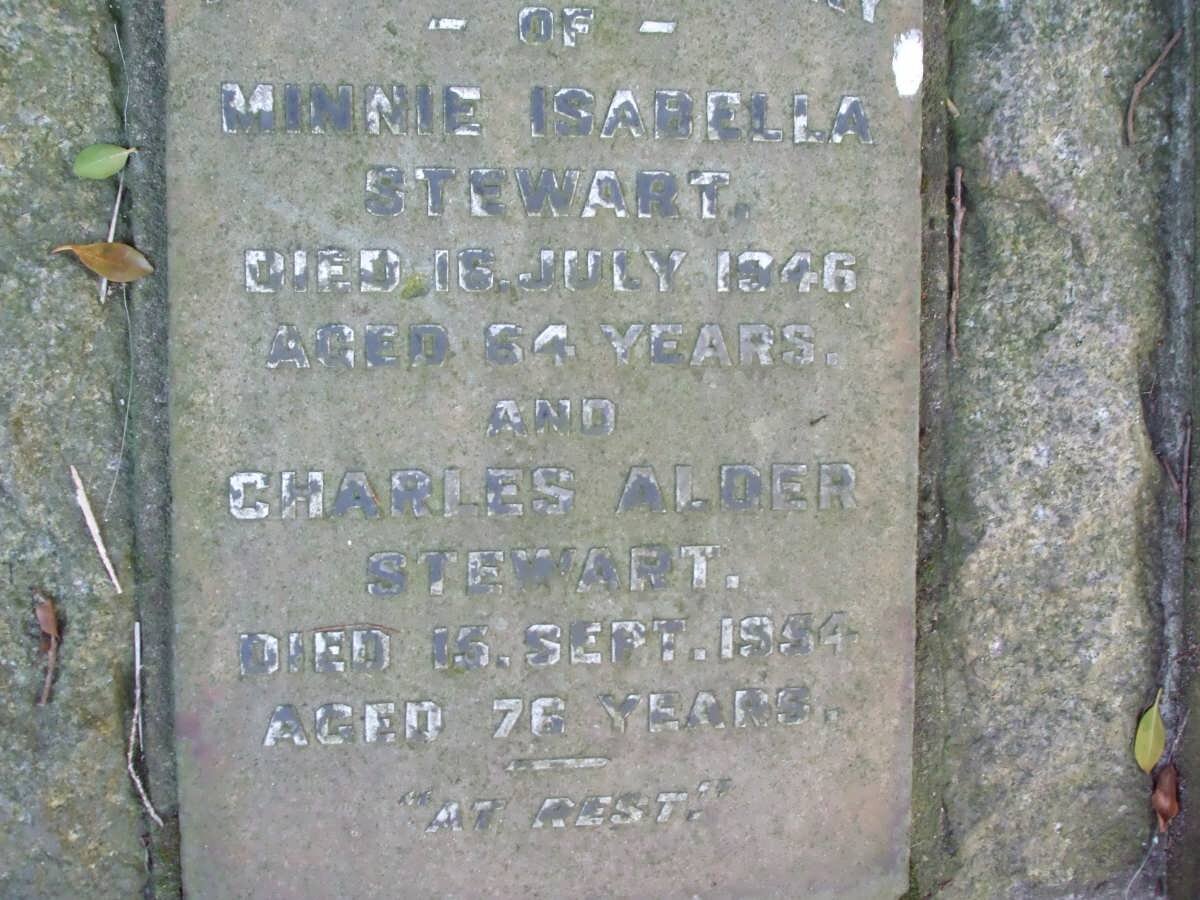 - OF -
MINNIE ISABELLA
STEWART.
DIED 16. JULY 1946
AGED 64 YEARS.
AND
CHARLES ALDER
STEWART.
DIED 15. SEPT. 1954
AGED 76 YEARS.
"AT REST."